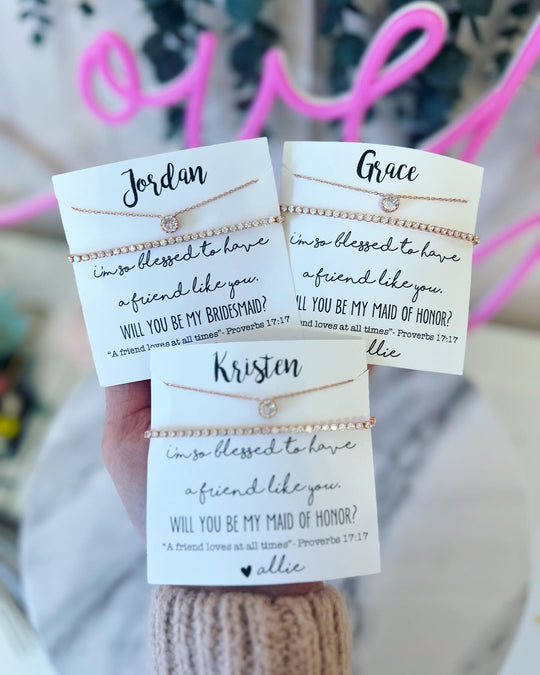 Jordan
i'm so blessed to have
a friend like you.
WILL YOU BE MY BRIDESMAID?
"A friend loves at all times"- Proverbs 17:17
Grace
i'm so blessed to have
a friend like you.
WILL YOU BE MY MAID OF HONOR?
friend loves at all times"- Proverbs 17:17
allie
Kristen
i'm so blessed to have
a friend like you.
WILL YOU BE MY MAID OF HONOR?
"A friend loves at all times"- Proverbs 17:17
♥ allie